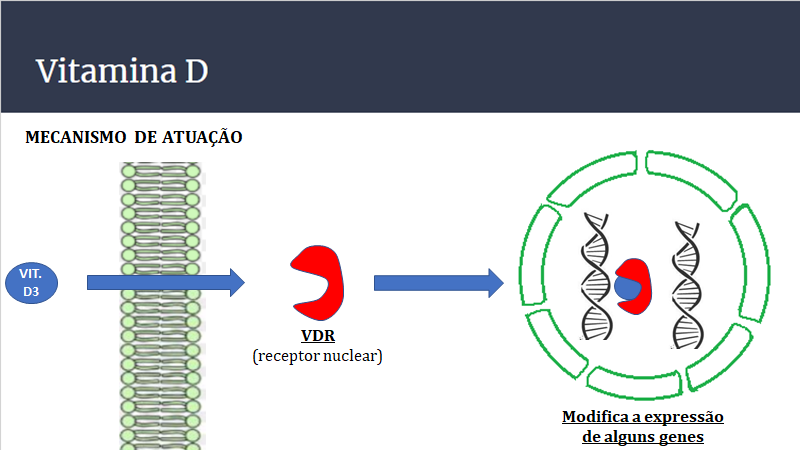 Vitamina D
MECANISMO DE ATUAÇÃO
VIT.
D3
VDR
(receptor nuclear)
Modifica a expressão
de alguns genes